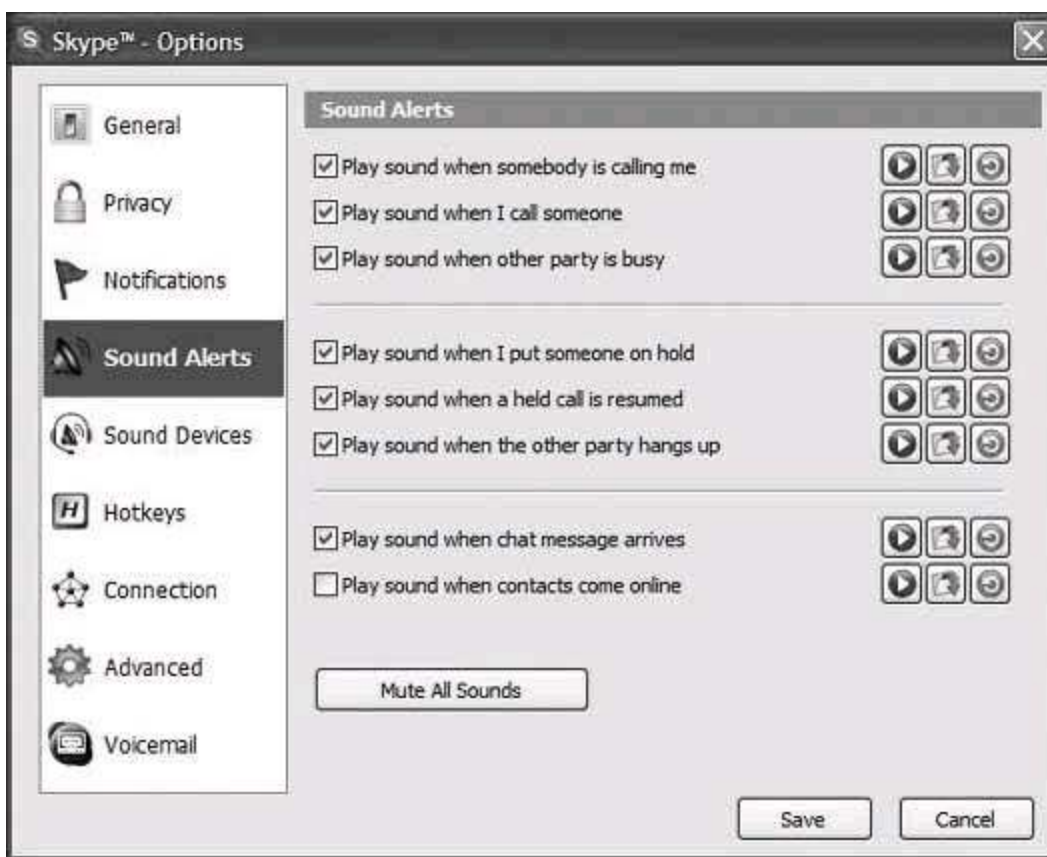 Skype™ - Options
General
Privacy
Notifications
Sound Alerts
Sound Devices
Hotkeys
Connection
Advanced
Voicemail
Sound Alerts
Play sound when somebody is calling me
Play sound when I call someone
Play sound when other party is busy
Play sound when I put someone on hold
Play sound when a held call is resumed
Play sound when the other party hangs up
Play sound when chat message arrives
Play sound when contacts come online
Mute All Sounds
Save
Cancel